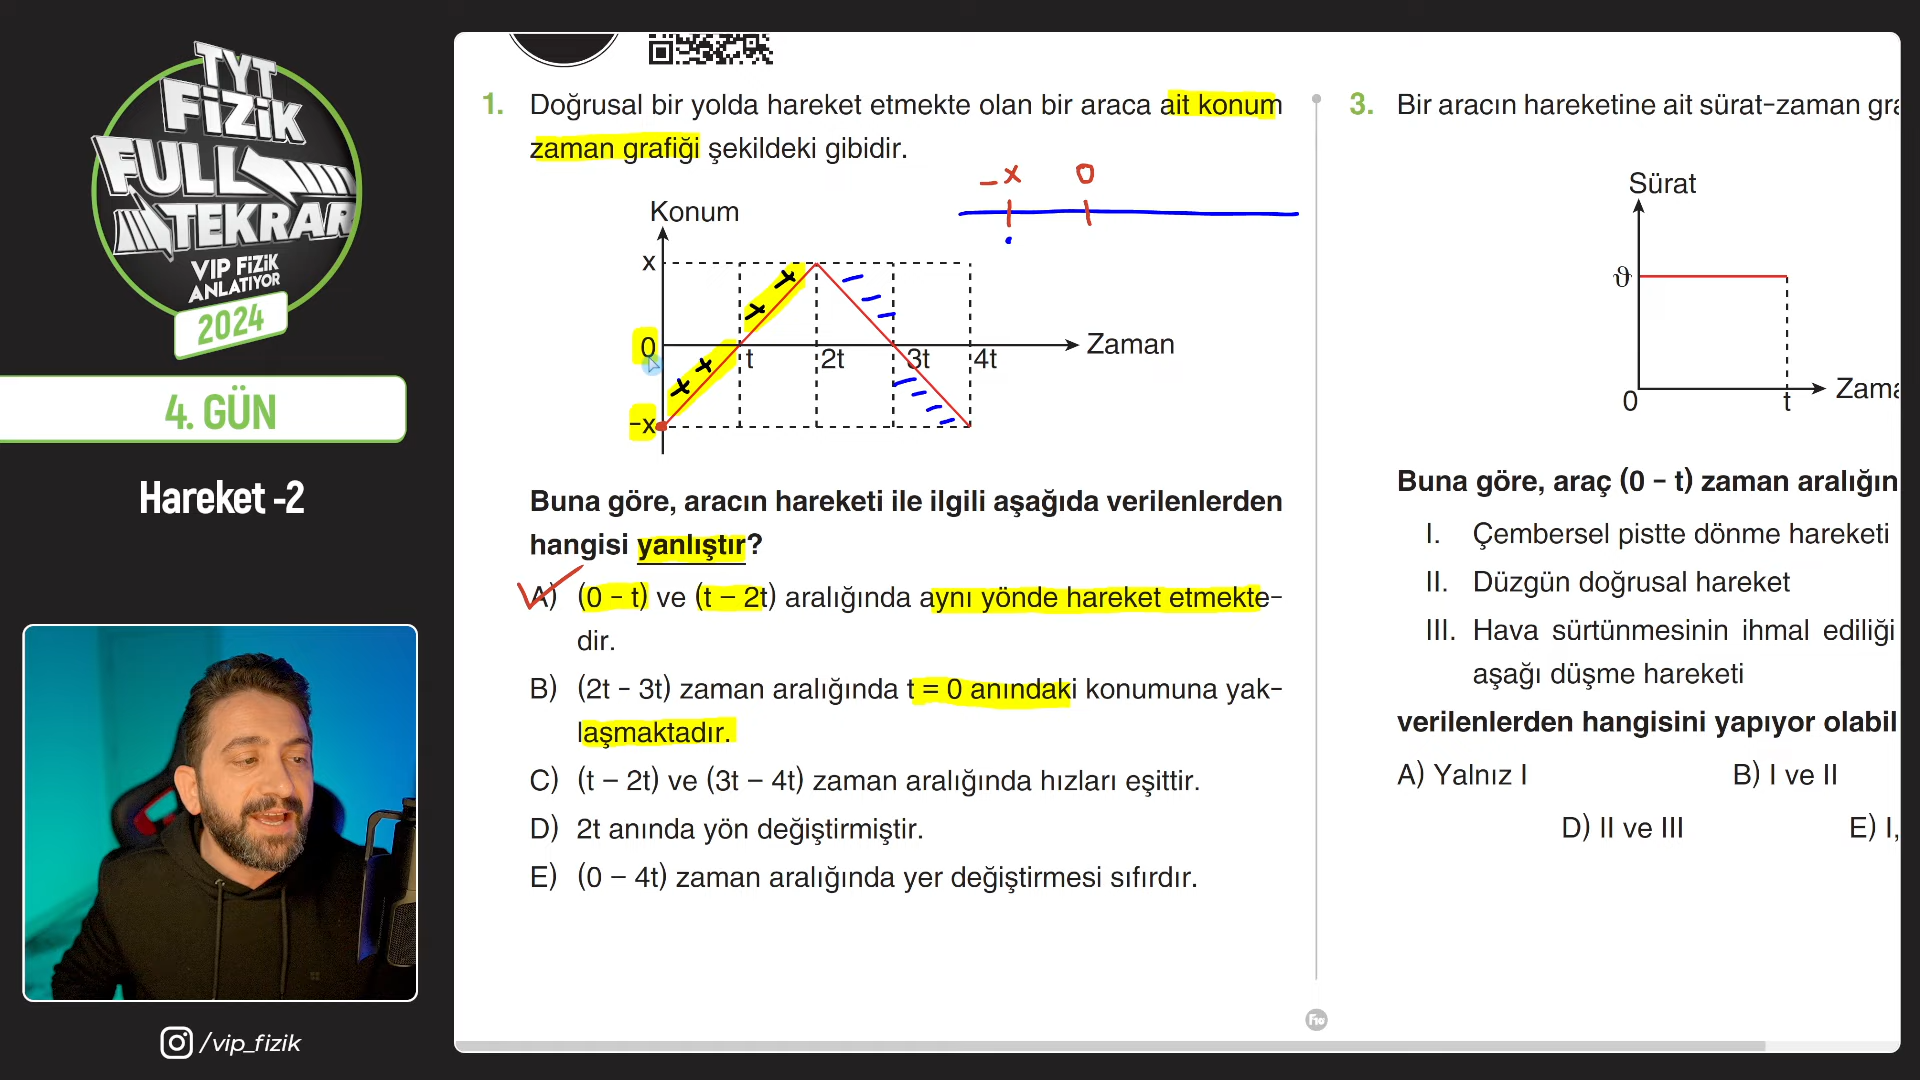 TYT
FİZİK
FULL
TEKRAR
VIP FİZİK
ANLATIYOR
2024
4. GÜN
Hareket -2
/vip_fizik
1. Doğrusal bir yolda hareket etmekte olan bir araca ait konum
zaman grafiği şekildeki gibidir.
-x 0
Konum
x
0
-x
t
2t
3t
4t
Zaman
Buna göre, aracın hareketi ile ilgili aşağıda verilenlerden
hangisi yanlıştır?
A) (0 - t) ve (t – 2t) aralığında aynı yönde hareket etmekte-
dir.
B) (2t - 3t) zaman aralığında t = 0 anındaki konumuna yak-
laşmaktadır.
C) (t – 2t) ve (3t – 4t) zaman aralığında hızları eşittir.
D) 2t anında yön değiştirmiştir.
E) (0 – 4t) zaman aralığında yer değiştirmesi sıfırdır.
3. Bir aracın hareketine ait sürat-zaman gra
Sürat
ϑ
0
t
Zama
Buna göre, araç (0 - t) zaman aralığın
I. Çembersel pistte dönme hareketi
II. Düzgün doğrusal hareket
III. Hava sürtünmesinin ihmal ediliği
aşağı düşme hareketi
verilenlerden hangisini yapıyor olabil
A) Yalnız I B) I ve II
D) II ve III E) I,